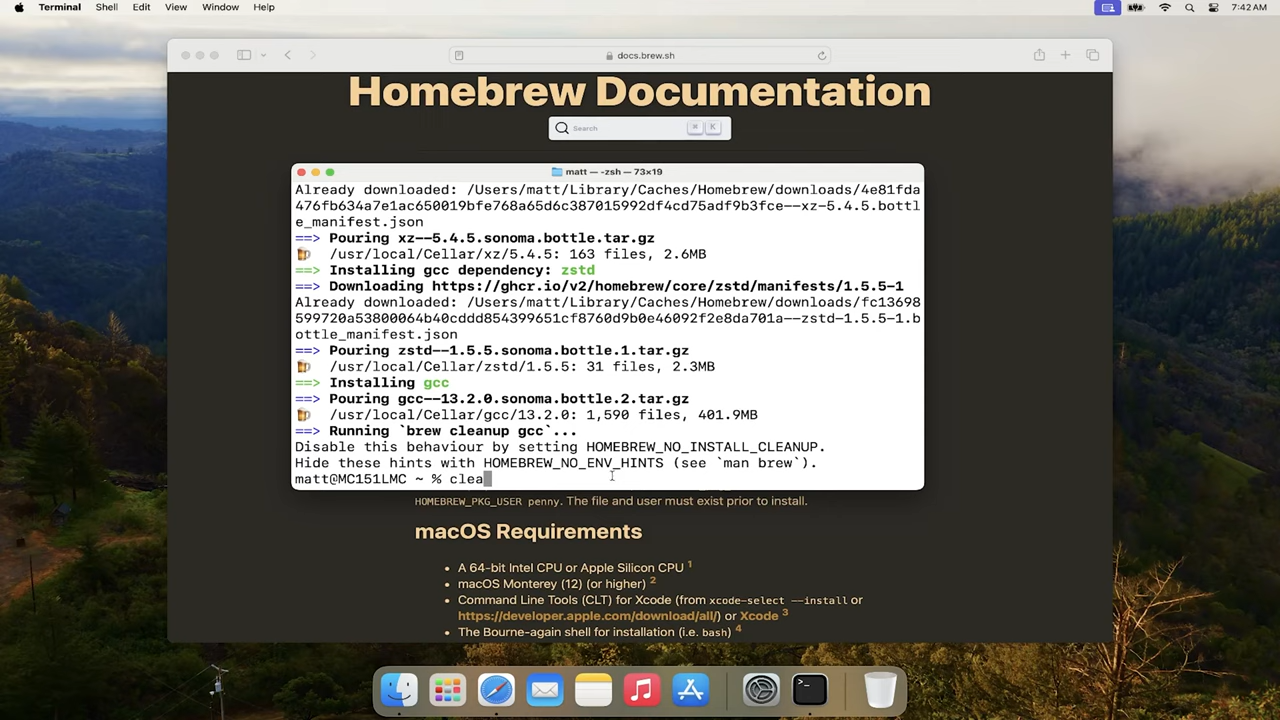 Terminal Shell Edit View Window Help 7:42 AM
docs.brew.sh
Homebrew Documentation
Search ⌘ K
matt — -zsh — 73×19
Already downloaded: /Users/matt/Library/Caches/Homebrew/downloads/4e81fda
476fb634a7e1ac650019bfe768a65d6c387015992df4cd75adf9b3fce--xz-5.4.5.bottl
e_manifest.json
==> Pouring xz--5.4.5.sonoma.bottle.tar.gz
/usr/local/Cellar/xz/5.4.5: 163 files, 2.6MB
==> Installing gcc dependency: zstd
==> Downloading https://ghcr.io/v2/homebrew/core/zstd/manifests/1.5.5-1
Already downloaded: /Users/matt/Library/Caches/Homebrew/downloads/fc13698
599720a53800064b40cddd854399651cf8760d9b0e46092f2e8da701a--zstd-1.5.5-1.b
ottle_manifest.json
==> Pouring zstd--1.5.5.sonoma.bottle.1.tar.gz
/usr/local/Cellar/zstd/1.5.5: 31 files, 2.3MB
==> Installing gcc
==> Pouring gcc--13.2.0.sonoma.bottle.2.tar.gz
/usr/local/Cellar/gcc/13.2.0: 1,590 files, 401.9MB
==> Running `brew cleanup gcc`...
Disable this behaviour by setting HOMEBREW_NO_INSTALL_CLEANUP.
Hide these hints with HOMEBREW_NO_ENV_HINTS (see `man brew`).
matt@MC151LMC ~ % clea
HOMEBREW_PKG_USER penny. The file and user must exist prior to install.
macOS Requirements
• A 64-bit Intel CPU or Apple Silicon CPU 1
• macOS Monterey (12) (or higher) 2
• Command Line Tools (CLT) for Xcode (from xcode-select --install or
https://developer.apple.com/download/all/) or Xcode 3
• The Bourne-again shell for installation (i.e. bash) 4